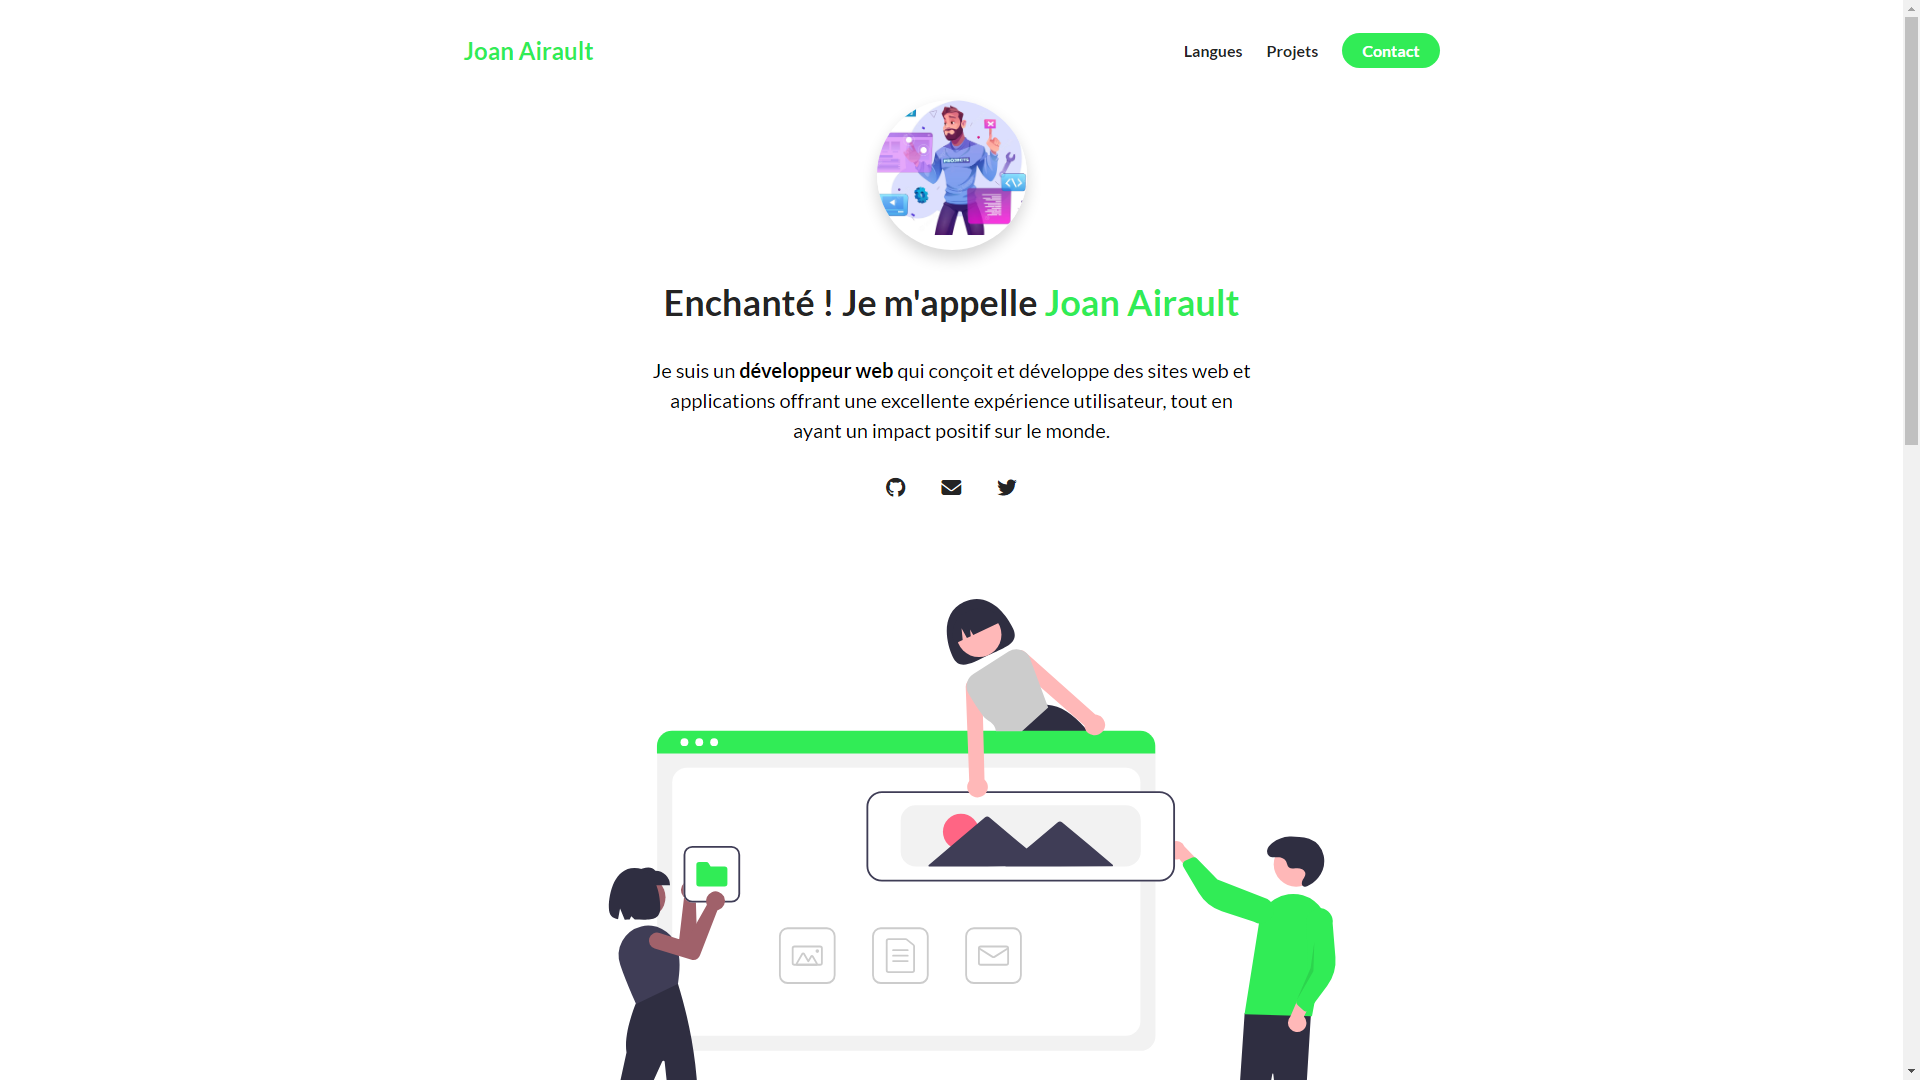 Joan Airault
Langues Projets Contact
PROJECTS
Enchanté ! Je m'appelle Joan Airault
Je suis un développeur web qui conçoit et développe des sites web et
applications offrant une excellente expérience utilisateur, tout en
ayant un impact positif sur le monde.